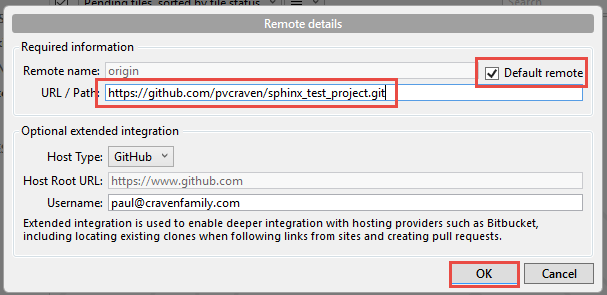 Pending files, sorted by file status
Search
Remote details
Required information
Remote name: origin
Default remote
URL / Path: https://github.com/pvcraven/sphinx_test_project.git
Optional extended integration
Host Type: GitHub
Host Root URL: https://www.github.com
Username: paul@cravenfamily.com
Extended integration is used to enable deeper integration with hosting providers such as Bitbucket,
including locating existing clones when following links from sites and creating pull requests.
OK Cancel